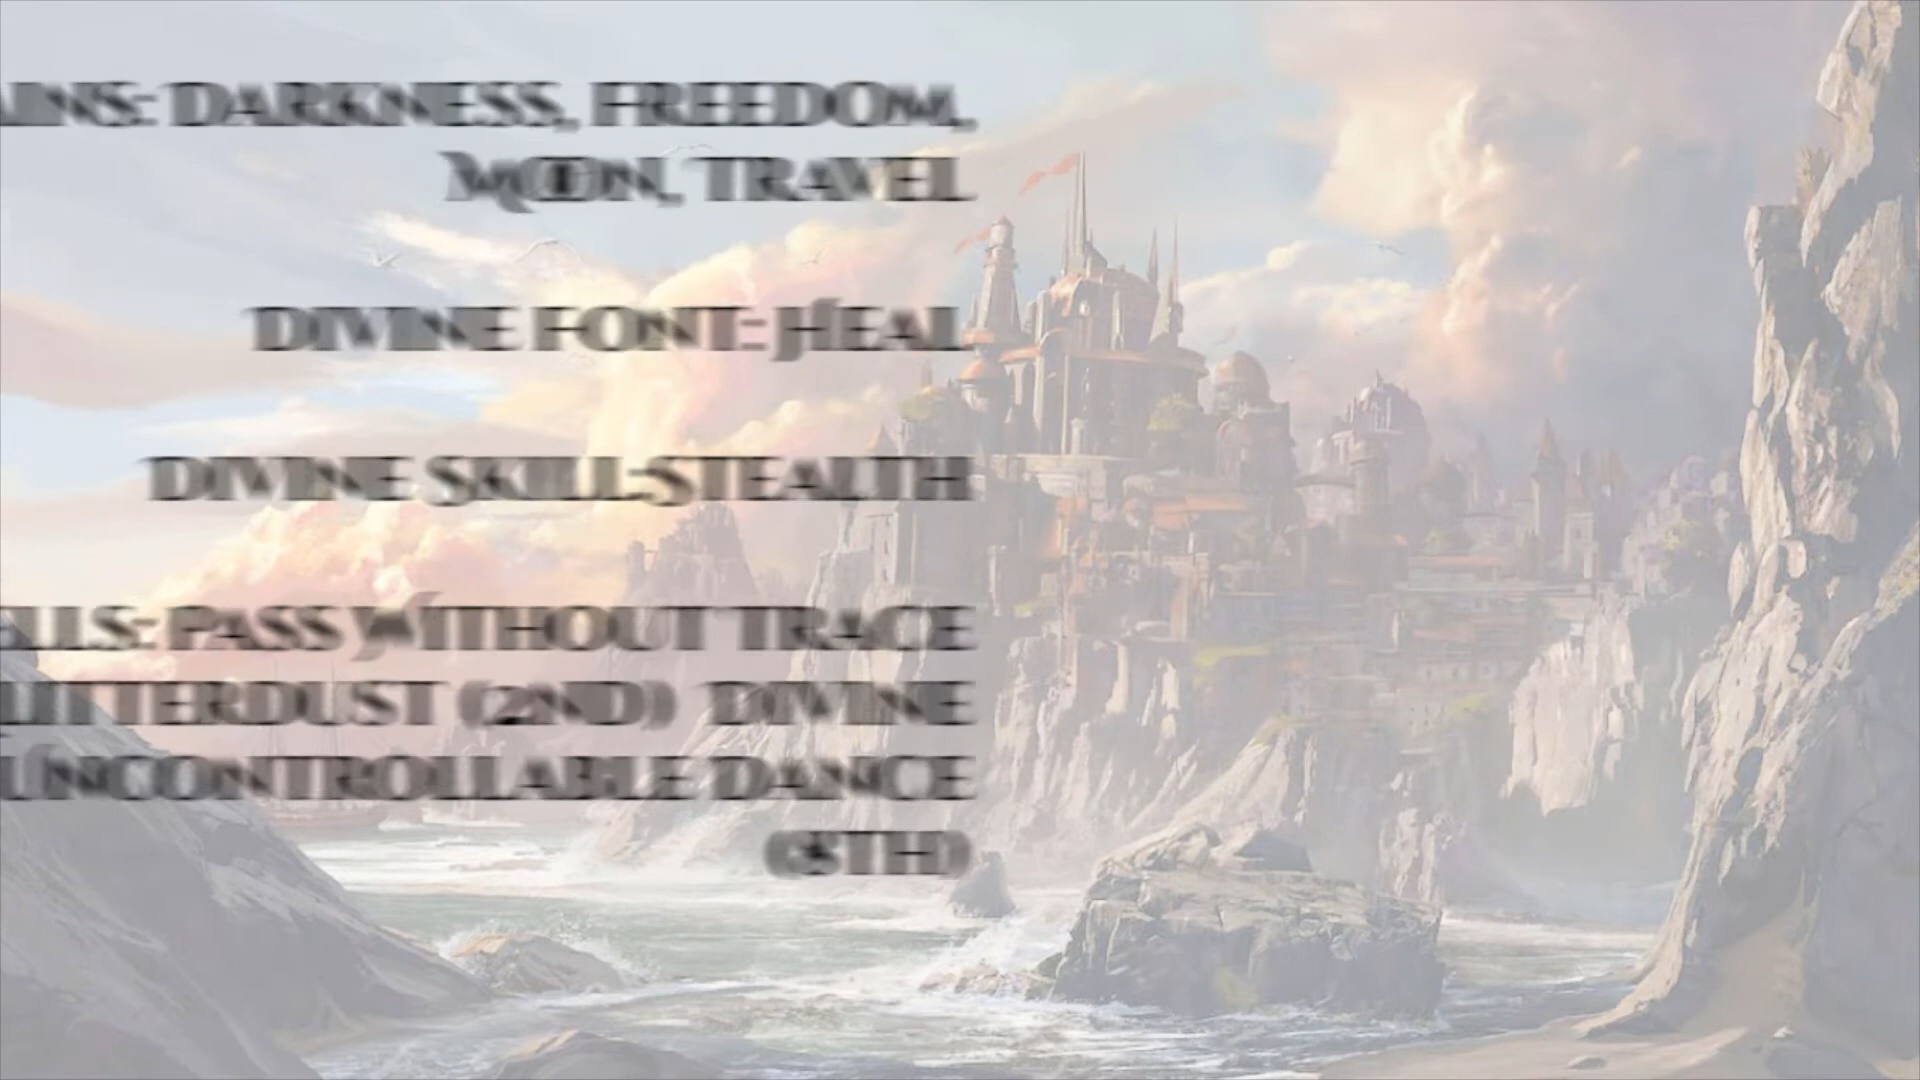 AINS: DARKNESS, FREEDOM,
MOON, TRAVEL
DIVINE FONT: HEAL
DIVINE SKILL: STEALTH
ELLS: PASS WITHOUT TRACE
LITTERDUST (2ND) DIVINE
UNCONTROLLABLE DANCE
(8TH)